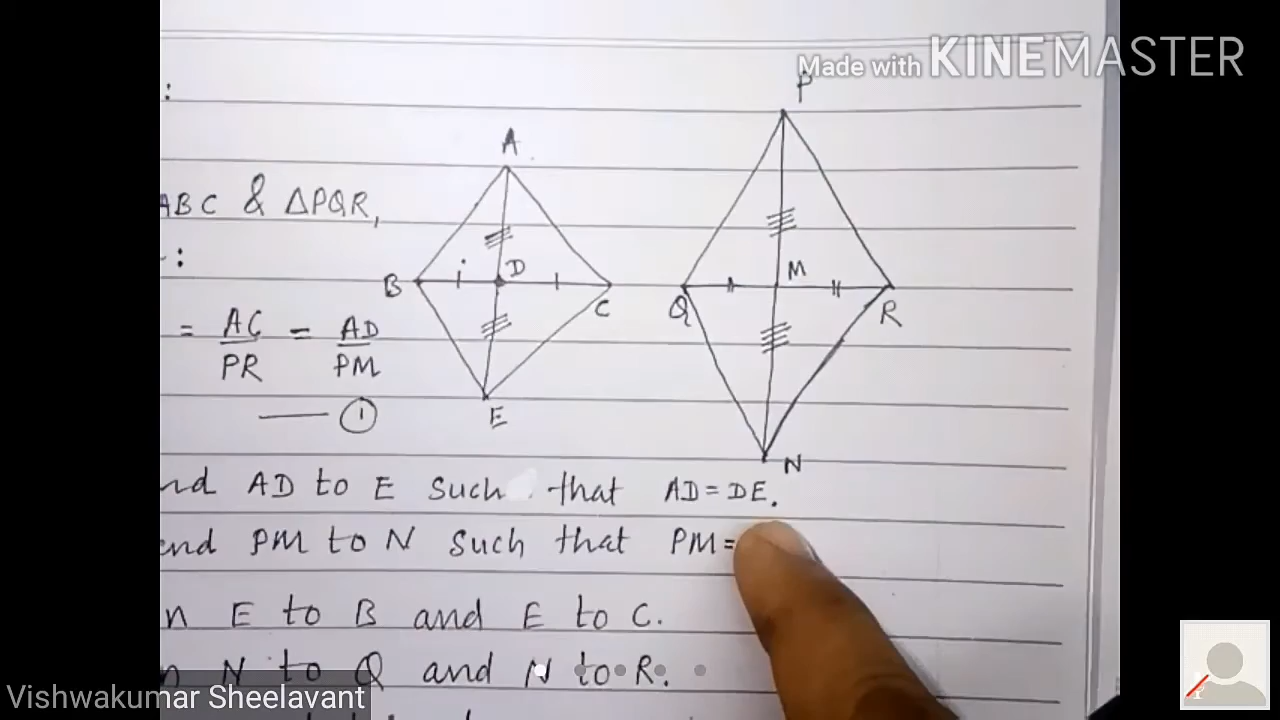 Made with KINEMASTER
:
P
A
ABC & △PQR,
:
B D C
Q M R
= AC/PR = AD/PM
—— ①
E
N
nd AD to E Such that AD=DE.
end PM to N Such that PM=
n E to B and E to C.
n N to Q and N to R.
Vishwakumar Sheelavant